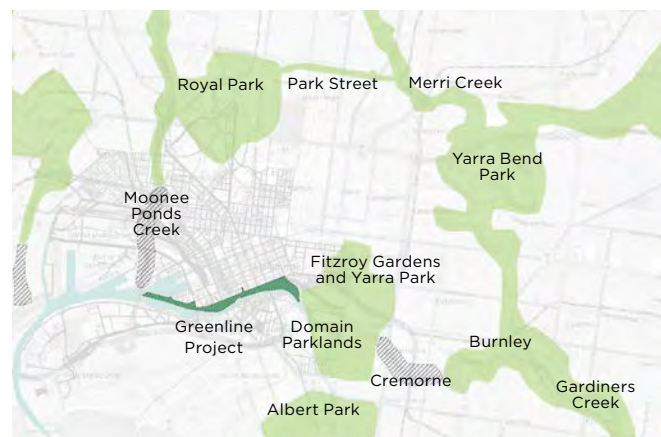 Royal Park
Park Street
Merri Creek
Yarra Bend
Park
Moonee
Ponds
Creek
Fitzroy Gardens
and Yarra Park
Greenline
Project
Domain
Parklands
Burnley
Cremorne
Gardiners
Creek
Albert Park